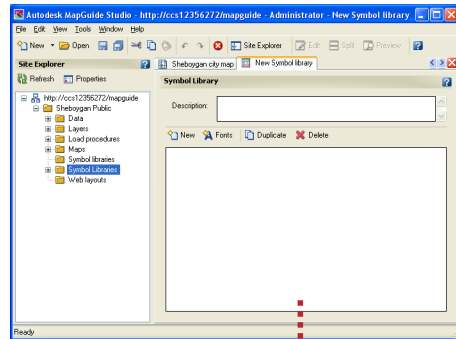 Autodesk MapGuide Studio - http://ccs12356272/mapguide - Administrator - New Symbol library
File Edit View Tools Window Help
New Open Site Explorer Edit Split Preview
Site Explorer
Sheboygan city map New Symbol library
Refresh Properties
Symbol Library
http://ccs12356272/mapguide
Sheboygan Public
Data
Layers
Load procedures
Maps
Symbol libraries
Symbol Libraries
Web layouts
Description:
New Fonts Duplicate Delete
Ready